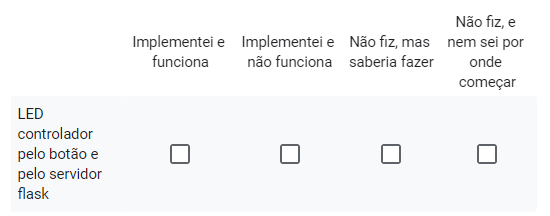 Implementei e
funciona
Implementei e
não funciona
Não fiz, mas
saberia fazer
Não fiz, e
nem sei por
onde
começar
LED
controlador
pelo botão e
pelo servidor
flask